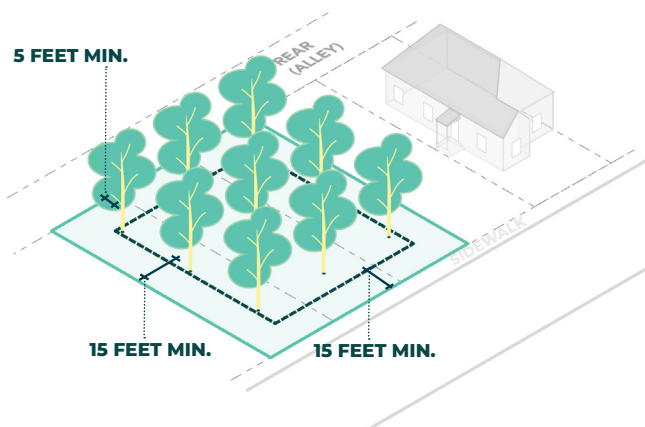 REAR
(ALLEY)
5 FEET MIN.
SIDEWALK
15 FEET MIN.
15 FEET MIN.